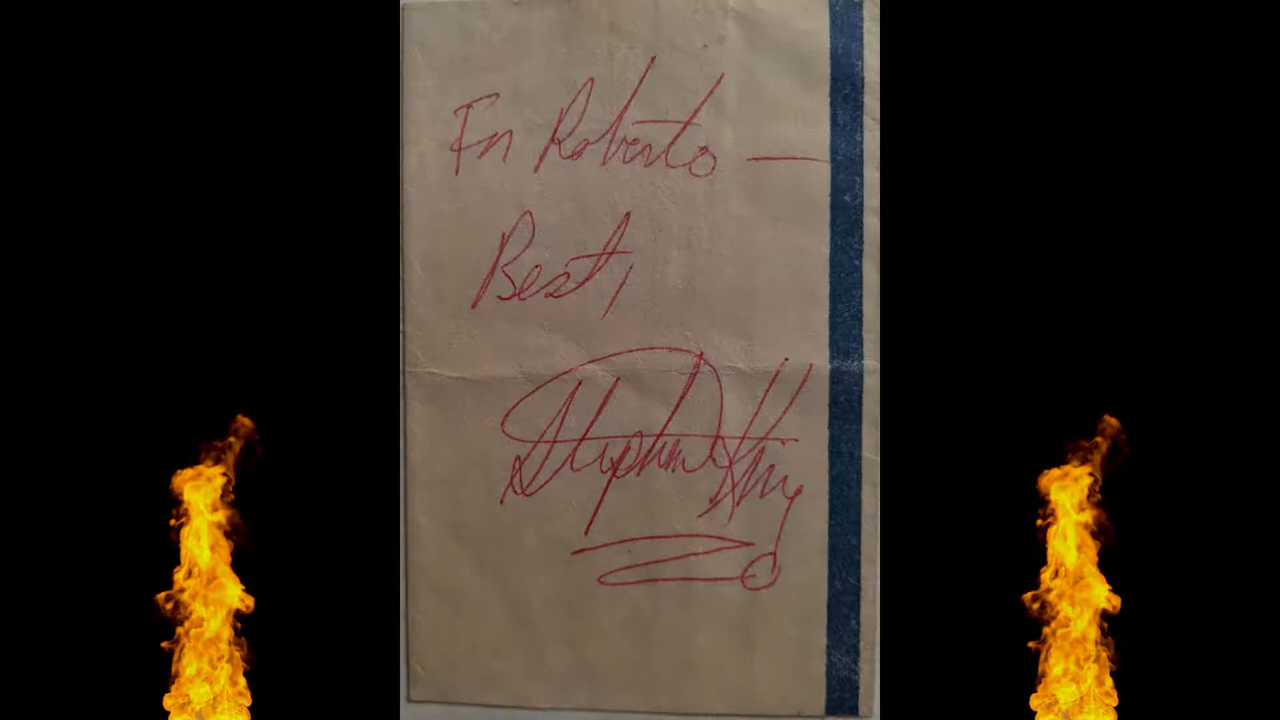 For Roberto —
Best,
Stephen King